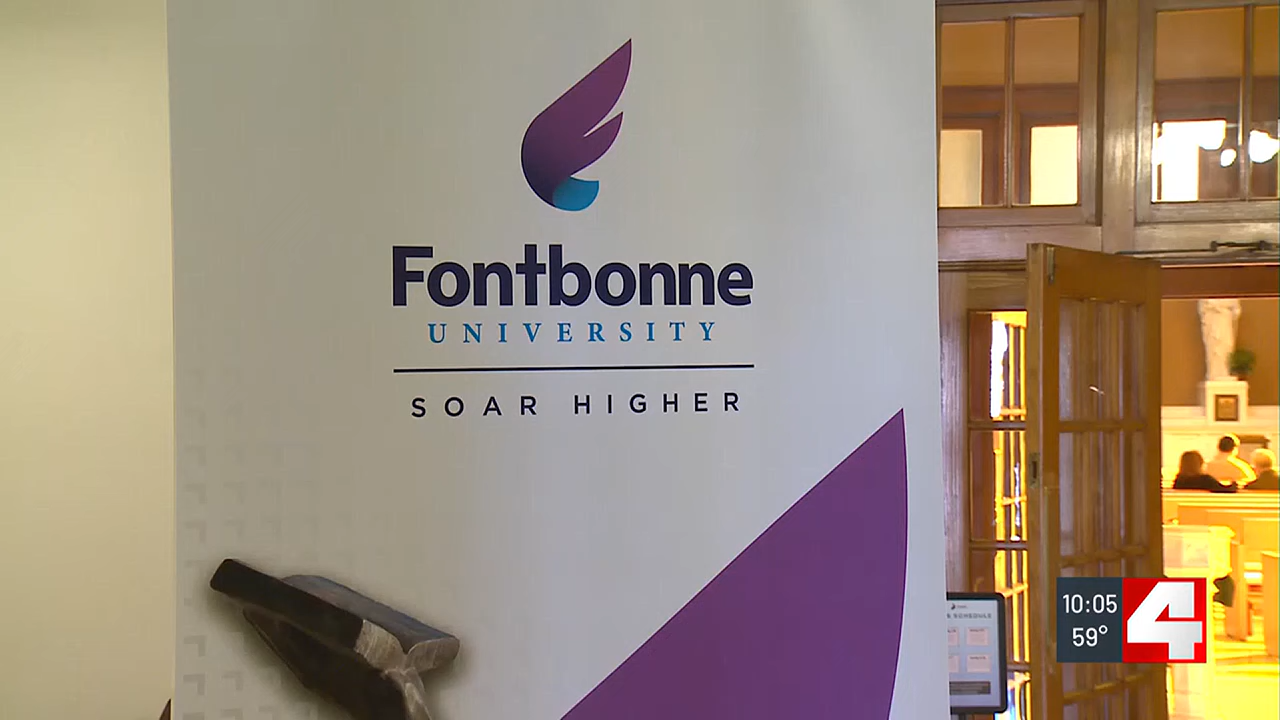 Fontbonne
UNIVERSITY
SOAR HIGHER
SCHEDULE
10:05
59°
4